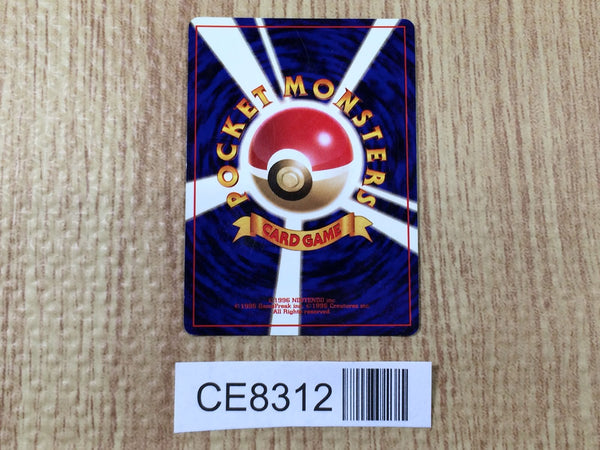 POCKET MONSTERS
CARD GAME
©1996 NINTENDO inc
©1995 GameFreak inc. ©1995 Creatures inc.
All Rights reserved
CE8312